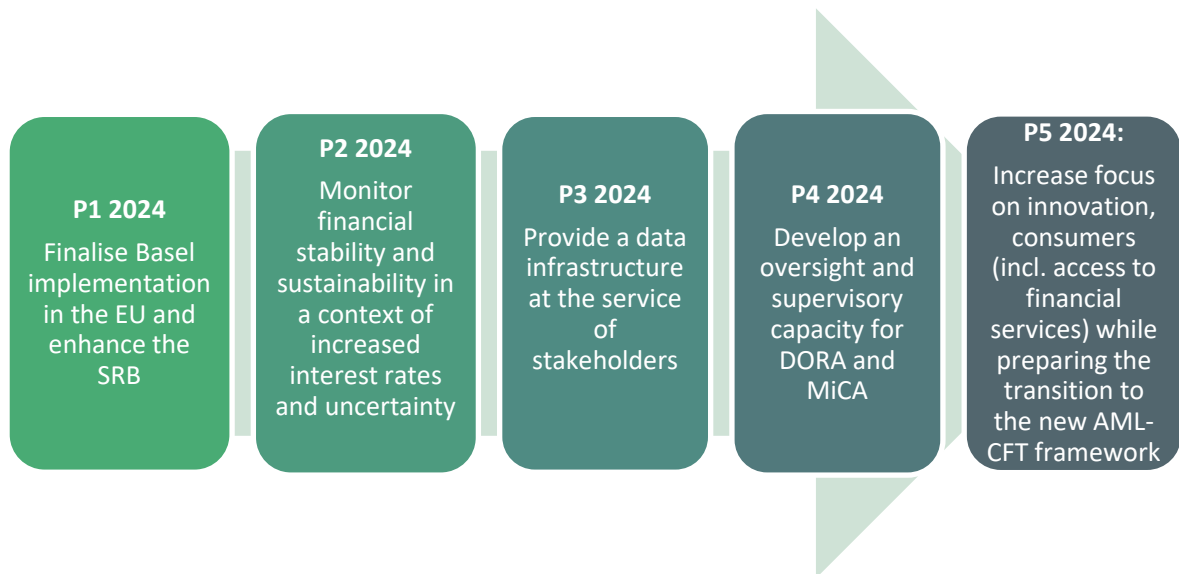 P1 2024
Finalise Basel
implementation
in the EU and
enhance the
SRB
P2 2024
Monitor
financial
stability and
sustainability in
a context of
increased
interest rates
and uncertainty
P3 2024
Provide a data
infrastructure
at the service
of
stakeholders
P4 2024
Develop an
oversight and
supervisory
capacity for
DORA and
MiCA
P5 2024:
Increase focus
on innovation,
consumers
(incl. access to
financial
services) while
preparing the
transition to
the new AML-
CFT framework